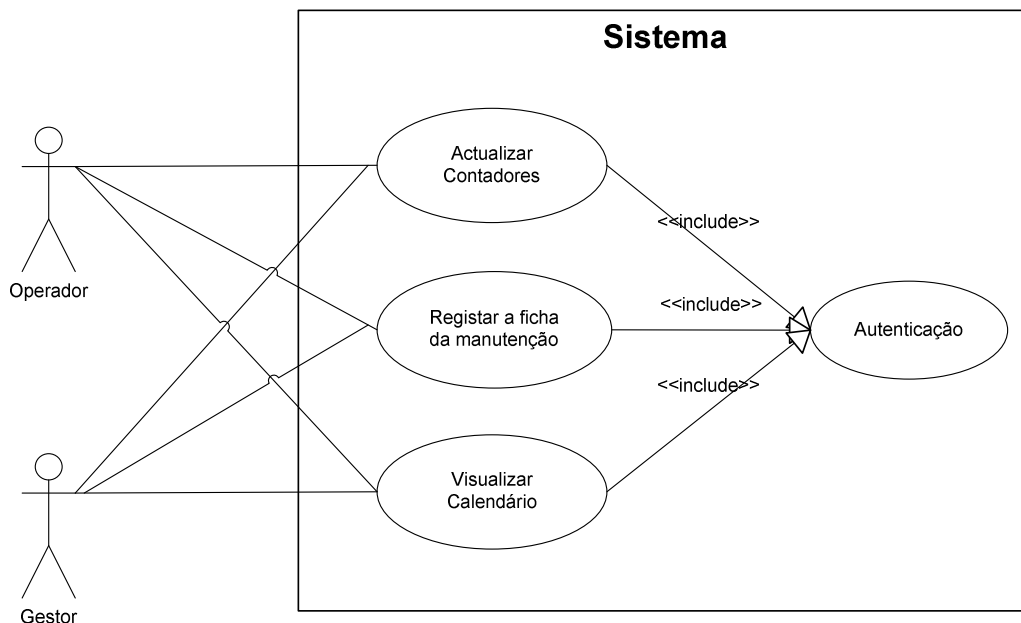 Sistema
Actualizar
Contadores
<<include>>
Operador
Registar a ficha
da manutenção
<<include>>
Autenticação
<<include>>
Visualizar
Calendário
Gestor